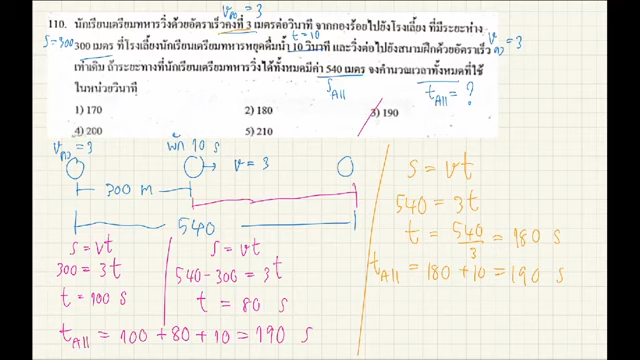 v คงที่ = 3
110. นักเรียนเตรียมทหารวิ่งด้วยอัตราเร็วคงที่ 3 เมตรต่อวินาที จากกองร้อยไปยังโรงเลี้ยง ที่มีระยะห่าง
s = 300 t = 10
300 เมตร ที่โรงเลี้ยงนักเรียนเตรียมทหารหยุดดื่มน้ำ 10 วินาที และวิ่งต่อไปยังสนามฝึกด้วยอัตราเร็ว
เท่าเดิม ถ้าระยะทางที่นักเรียนเตรียมทหารวิ่งได้ทั้งหมดมีค่า 540 เมตร จงคำนวณเวลาทั้งหมดที่ใช้
ในหน่วยวินาที
s All t All = ?
1) 170 2) 180 3) 190
4) 200 5) 210
พัก 10 s
v = 3
300 m
540
s = vt
300 = 3t
t = 100 s
s = vt
540 - 300 = 3t
t = 80 s
t All = 100 + 80 + 10 = 190 s
s = vt
540 = 3t
t = 540/3 = 180 s
t All = 180 + 10 = 190 s